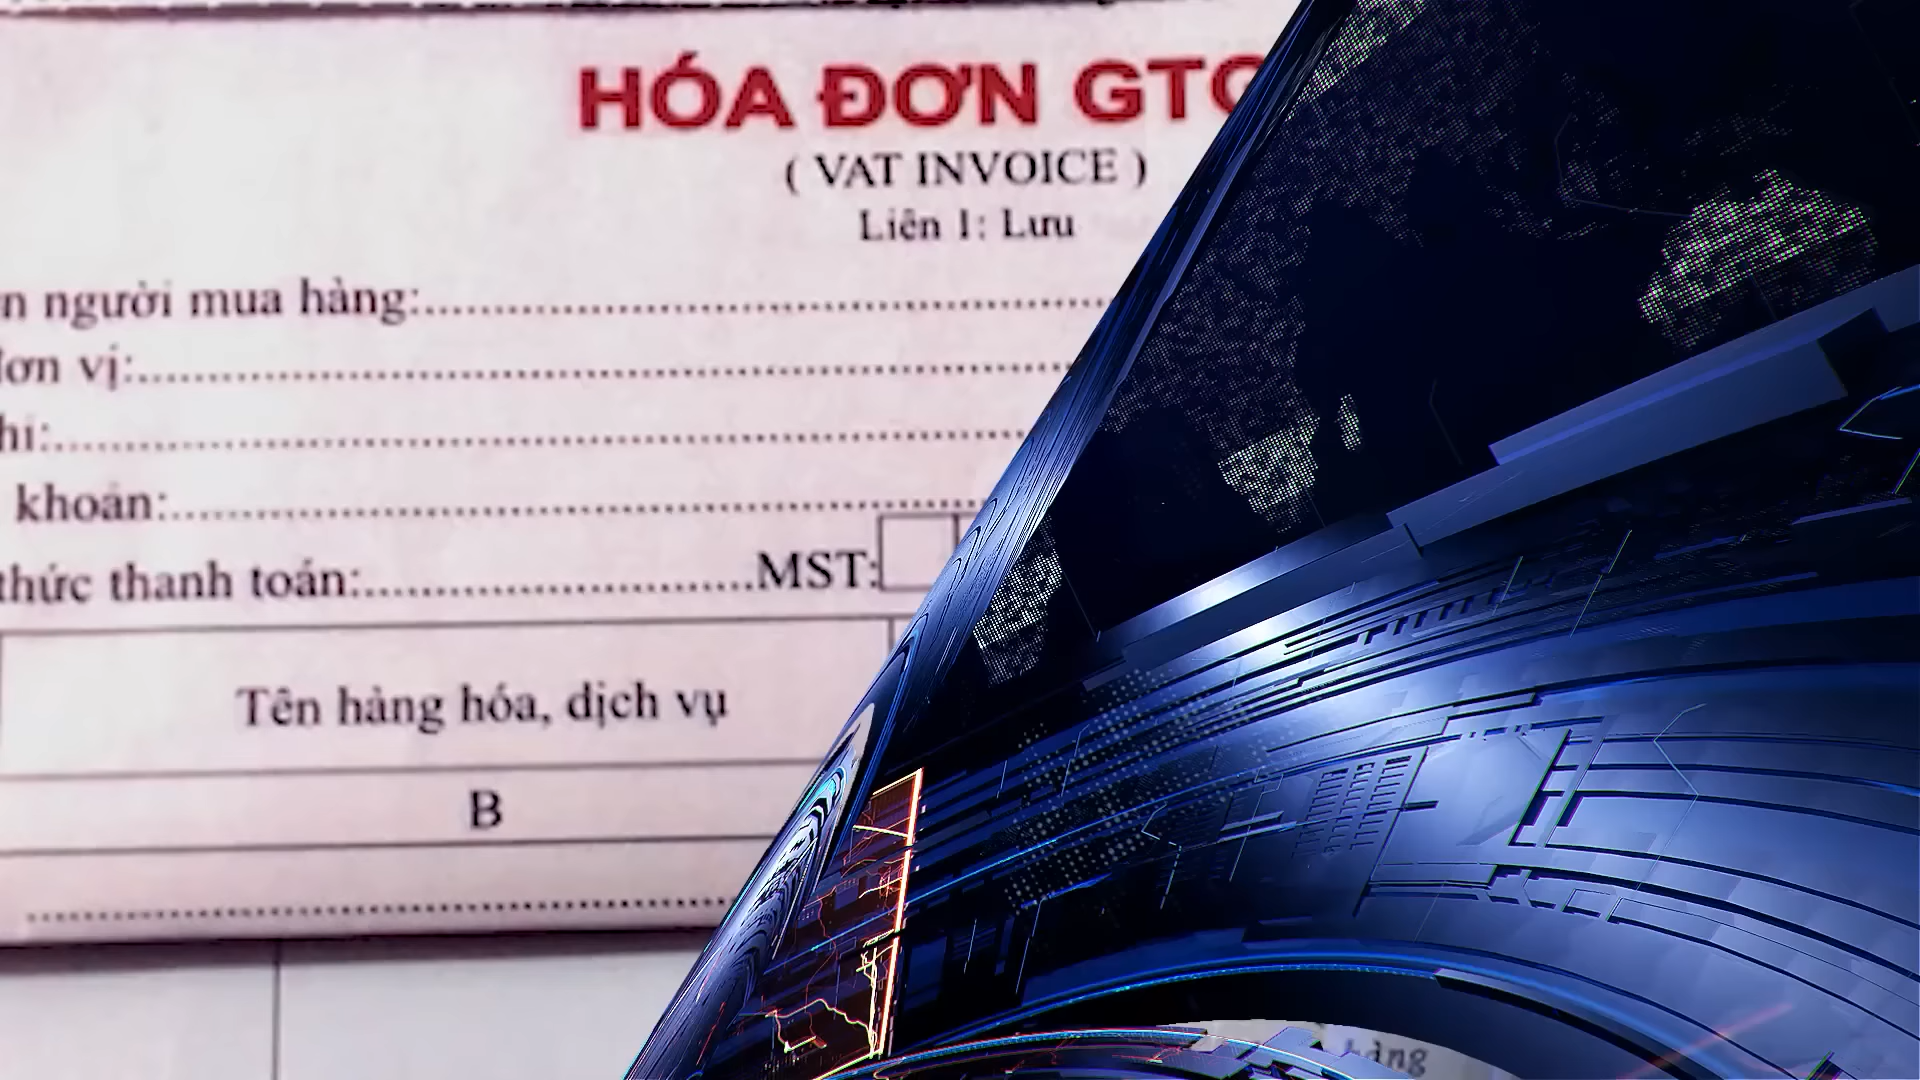 HÓA ĐƠN GTG
( VAT INVOICE )
Liên 1: Lưu
người mua hàng:
đơn vị:
khoản:
thức thanh toán: MST:
Tên hàng hóa, dịch vụ
B
hàng